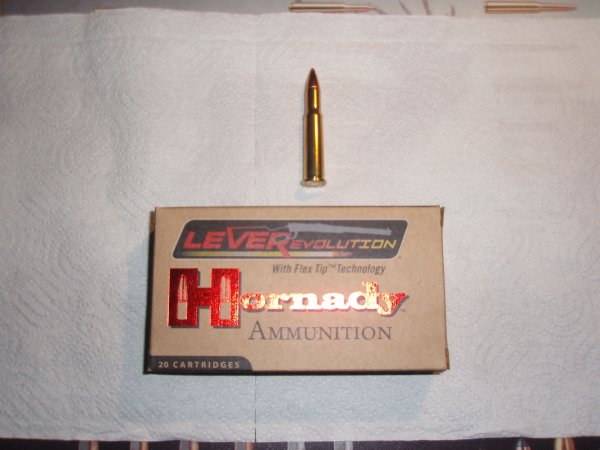 LEVERevolution
With Flex Tip™ Technology
Hornady
AMMUNITION
20 CARTRIDGES